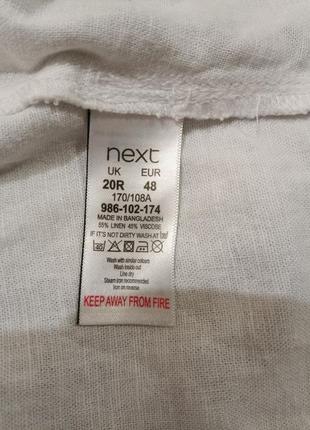 next
UK EUR
20R 48
170/108A
986-102-174
MADE IN BANGLADESH
55% LINEN 45% VISCOSE
IF IT'S NOT DIRTY WASH AT
Wash with similar colours
Wash inside out
Line dry
Steam iron recommended
Iron on reverse
KEEP AWAY FROM FIRE